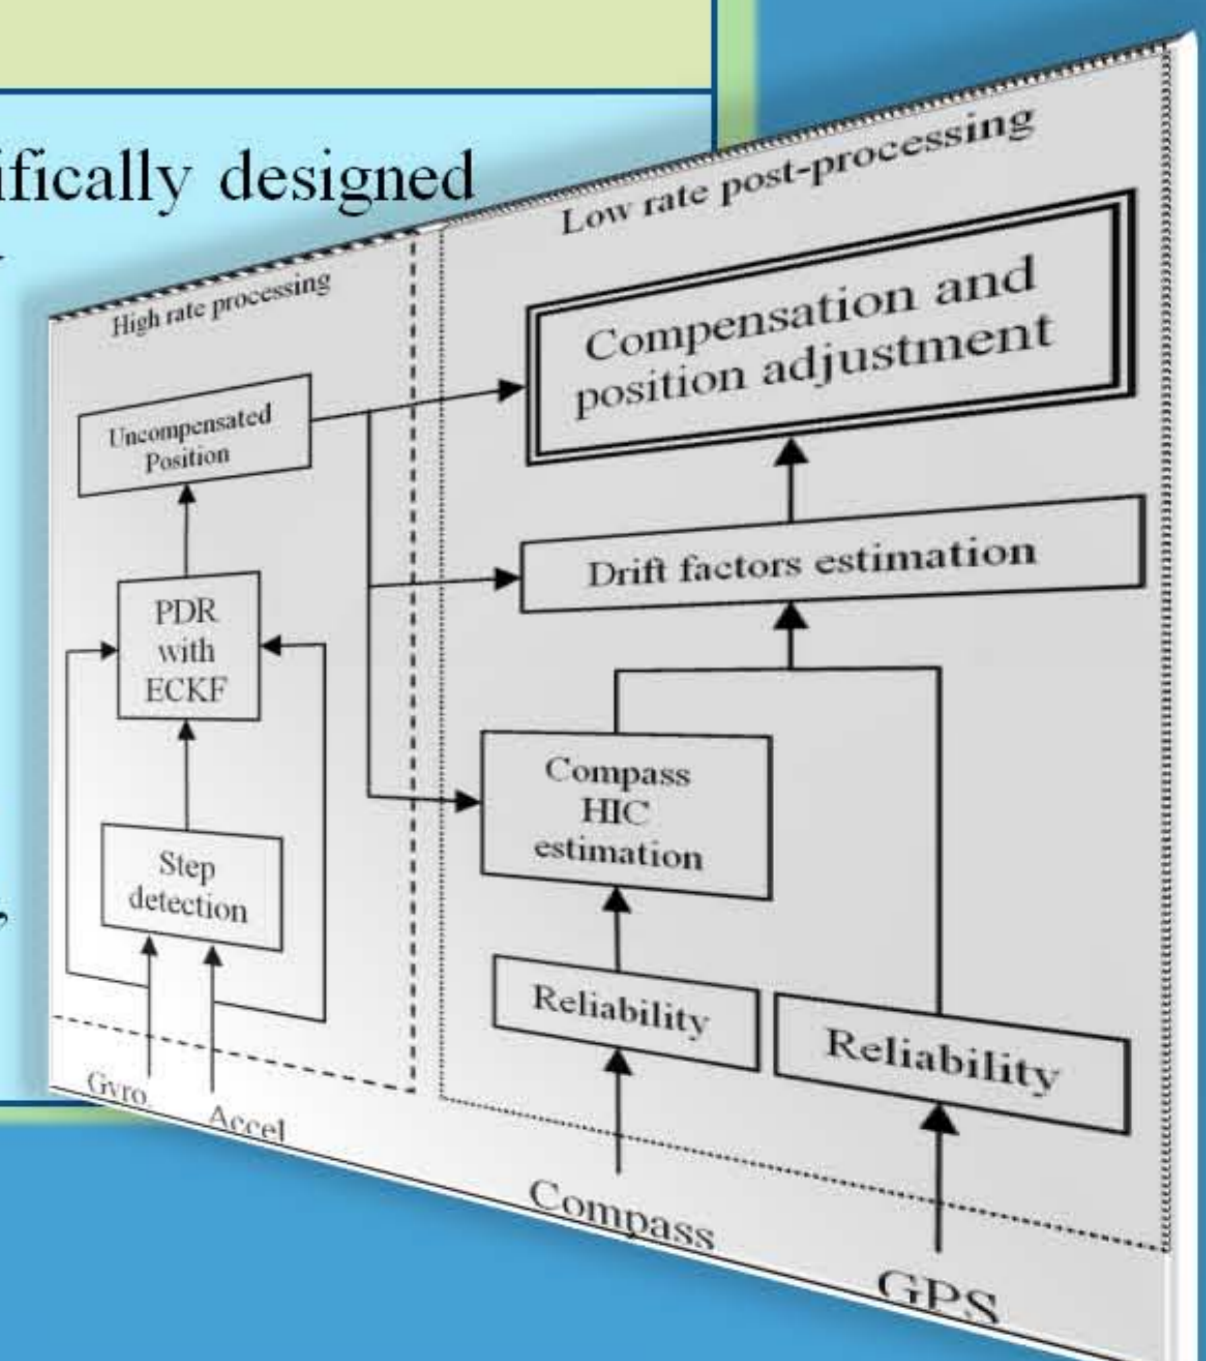 ifically designed
,
High rate processing
Low rate post-processing
Compensation and
position adjustment
Uncompensated
Position
Drift factors estimation
PDR
with
ECKF
Compass
HIC
estimation
Step
detection
Reliability
Reliability
Gyro
Accel
Compass
GPS